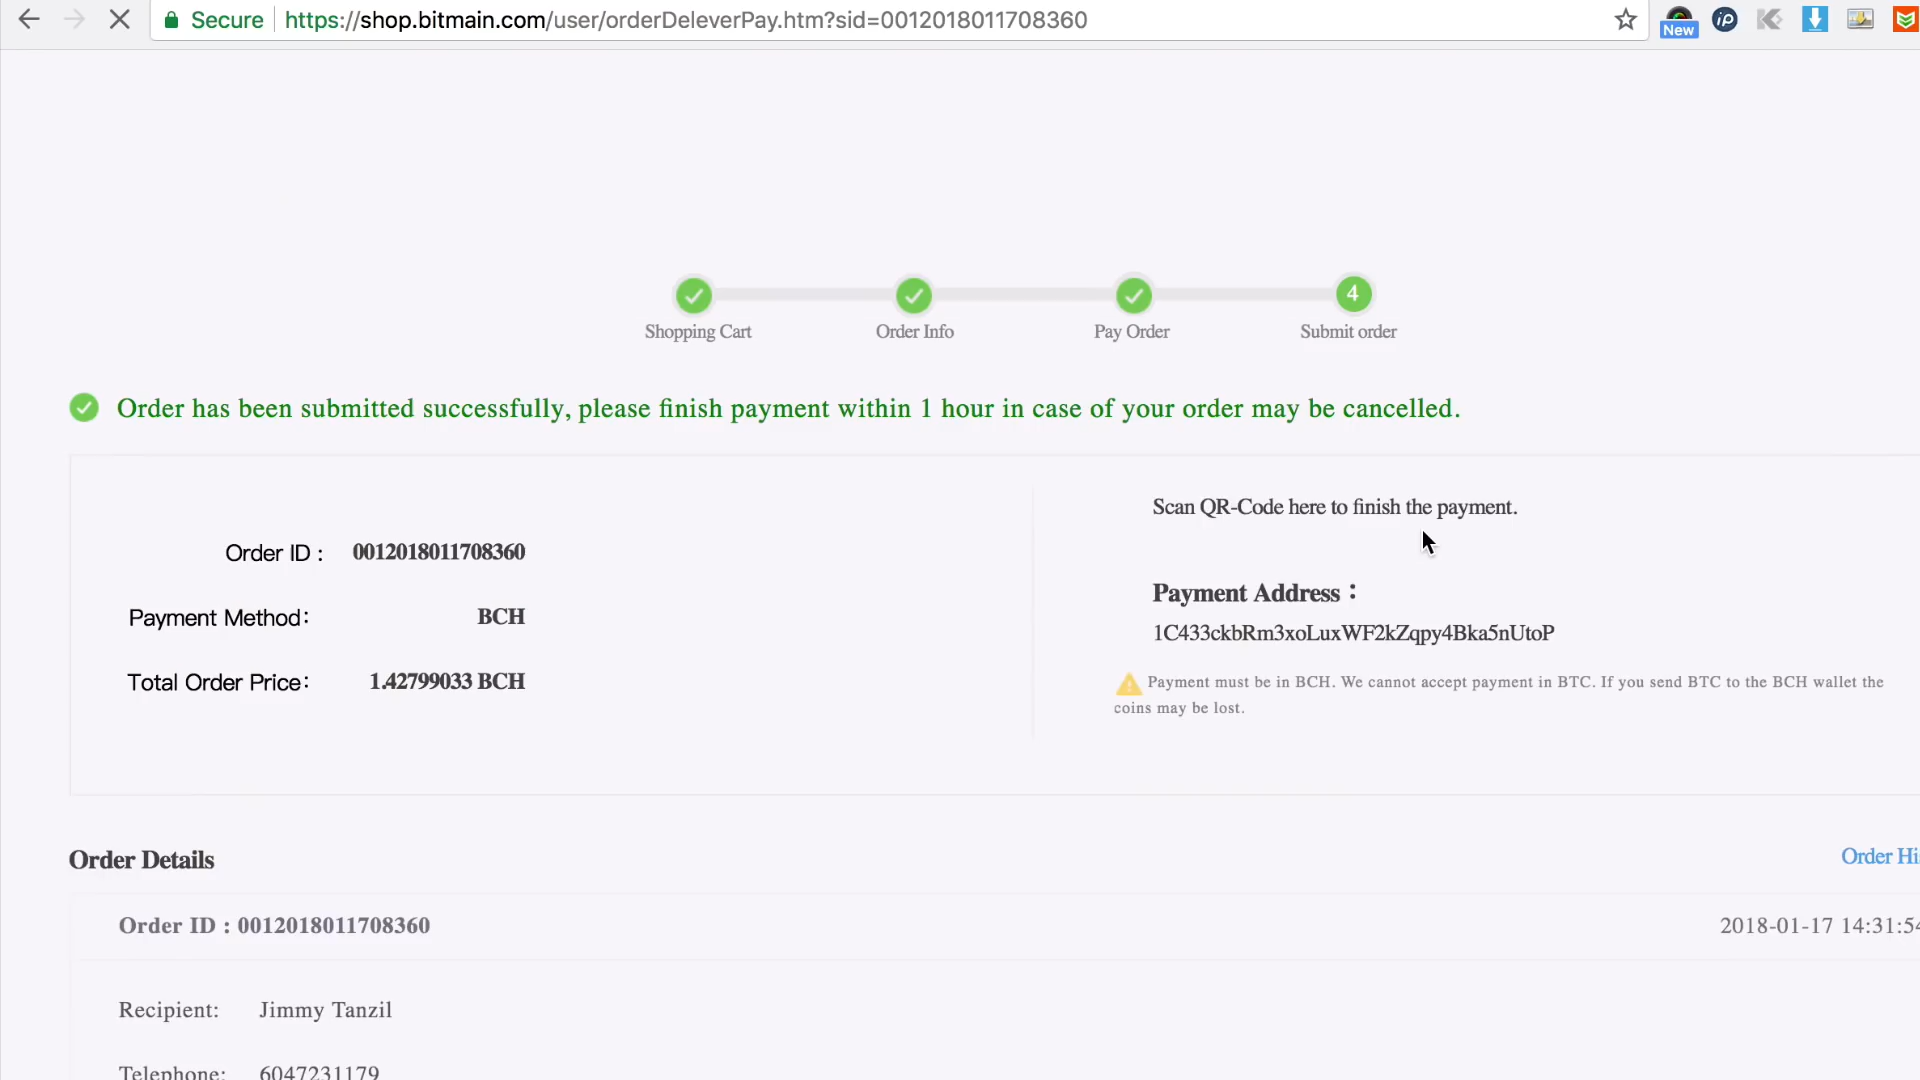 Secure https://shop.bitmain.com/user/orderDeleverPay.htm?sid=0012018011708360
New
ip
4
Shopping Cart Order Info Pay Order Submit order
Order has been submitted successfully, please finish payment within 1 hour in case of your order may be cancelled.
Scan QR-Code here to finish the payment.
Order ID : 0012018011708360
Payment Address :
Payment Method: BCH
1C433ckbRm3xoLuxWF2kZqpy4Bka5nUtoP
Total Order Price: 1.42799033 BCH
Payment must be in BCH. We cannot accept payment in BTC. If you send BTC to the BCH wallet the
coins may be lost.
Order Details Order Hi
Order ID : 0012018011708360 2018-01-17 14:31:54
Recipient: Jimmy Tanzil
Telephone: 6047231179